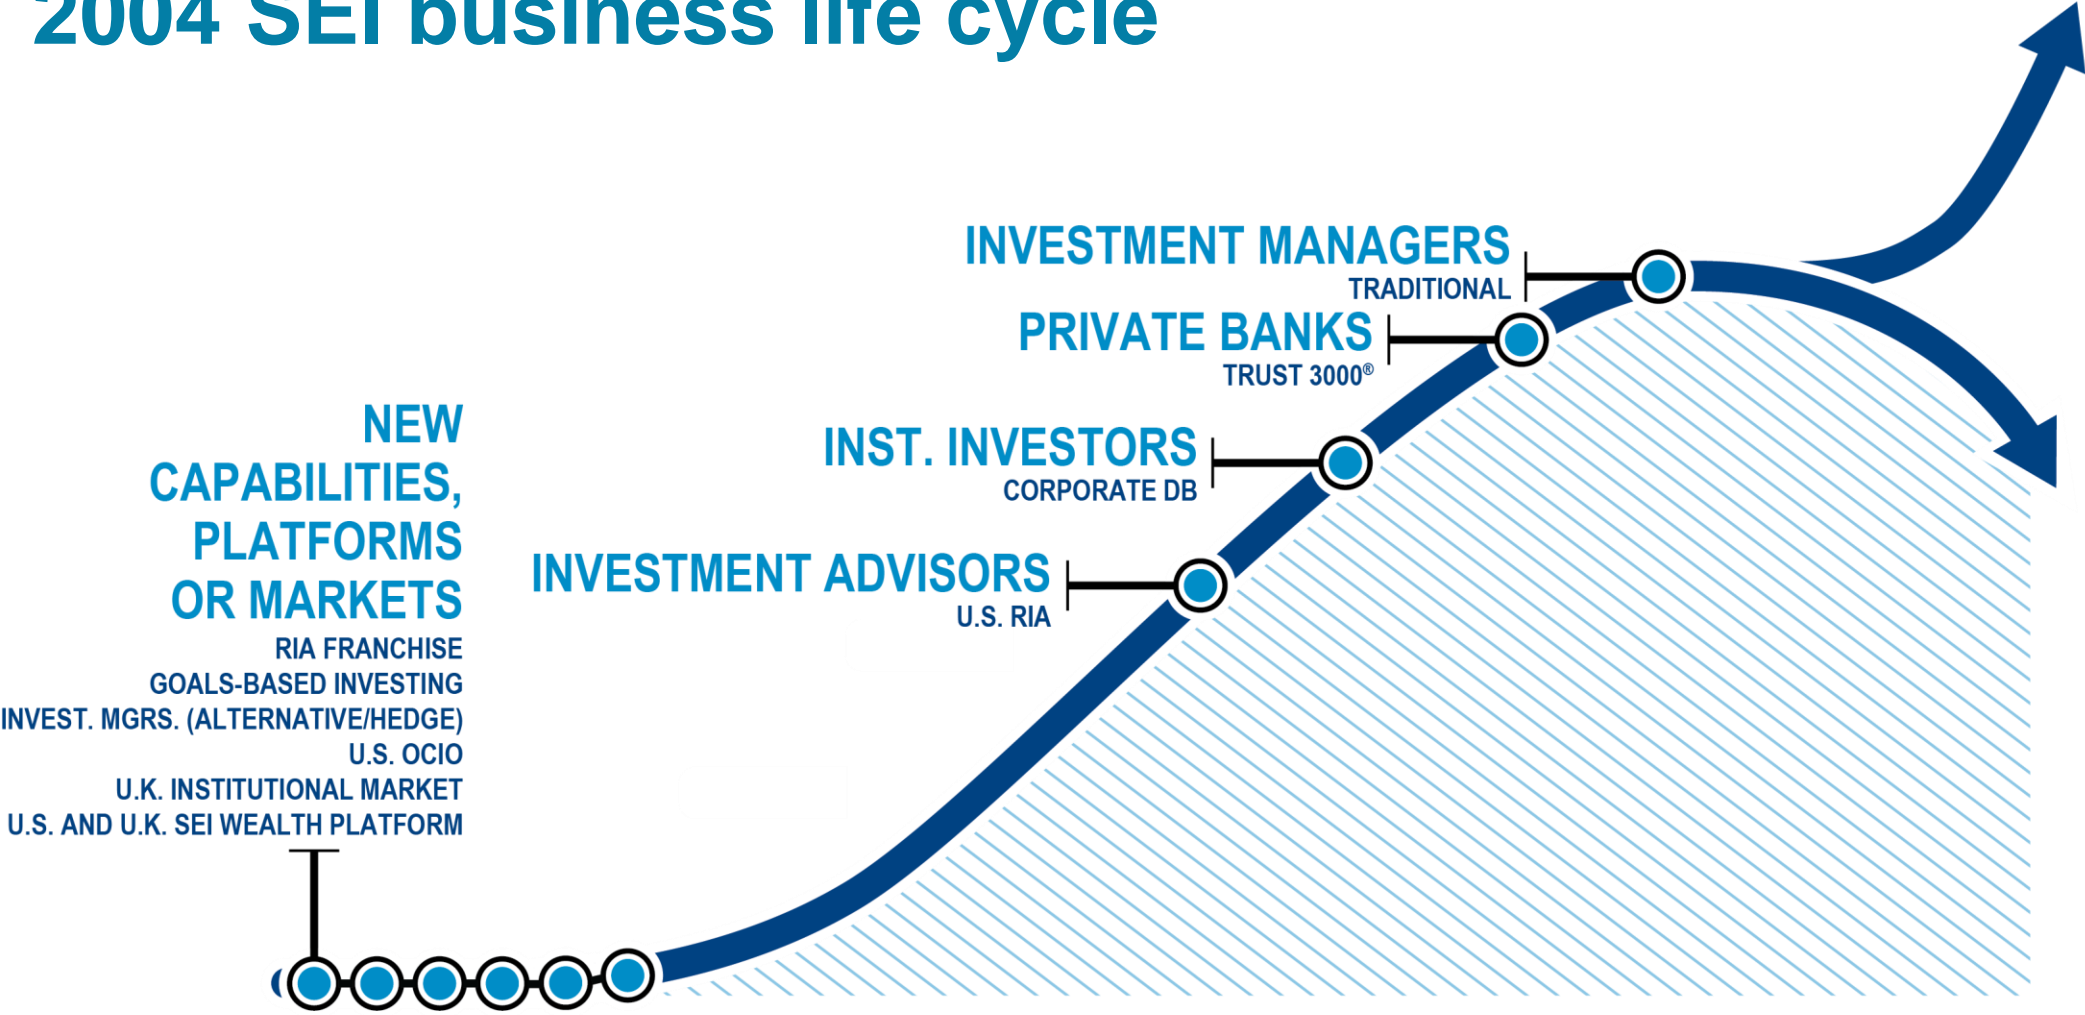 2004 SEI business life cycle
INVESTMENT MANAGERS
TRADITIONAL
PRIVATE BANKS
TRUST 3000®
INST. INVESTORS
CORPORATE DB
INVESTMENT ADVISORS
U.S. RIA
NEW
CAPABILITIES,
PLATFORMS
OR MARKETS
RIA FRANCHISE
GOALS-BASED INVESTING
INVEST. MGRS. (ALTERNATIVE/HEDGE)
U.S. OCIO
U.K. INSTITUTIONAL MARKET
U.S. AND U.K. SEI WEALTH PLATFORM